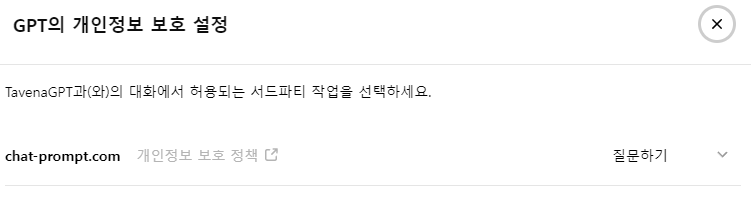 GPT의 개인정보 보호 설정
TavenaGPT과(와)의 대화에서 허용되는 서드파티 작업을 선택하세요.
chat-prompt.com 개인정보 보호 정책 질문하기